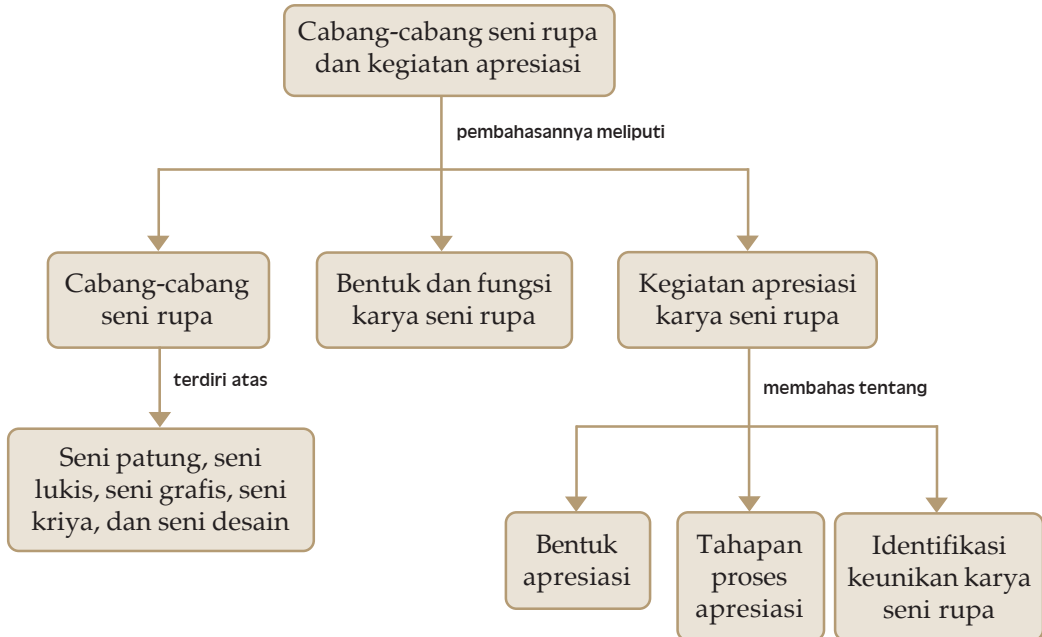 Cabang-cabang seni rupa
dan kegiatan apresiasi
pembahasannya meliputi
Cabang-cabang
seni rupa
Bentuk dan fungsi
karya seni rupa
Kegiatan apresiasi
karya seni rupa
terdiri atas
membahas tentang
Seni patung, seni
lukis, seni grafis, seni
kriya, dan seni desain
Bentuk
apresiasi
Tahapan
proses
apresiasi
Identifikasi
keunikan karya
seni rupa